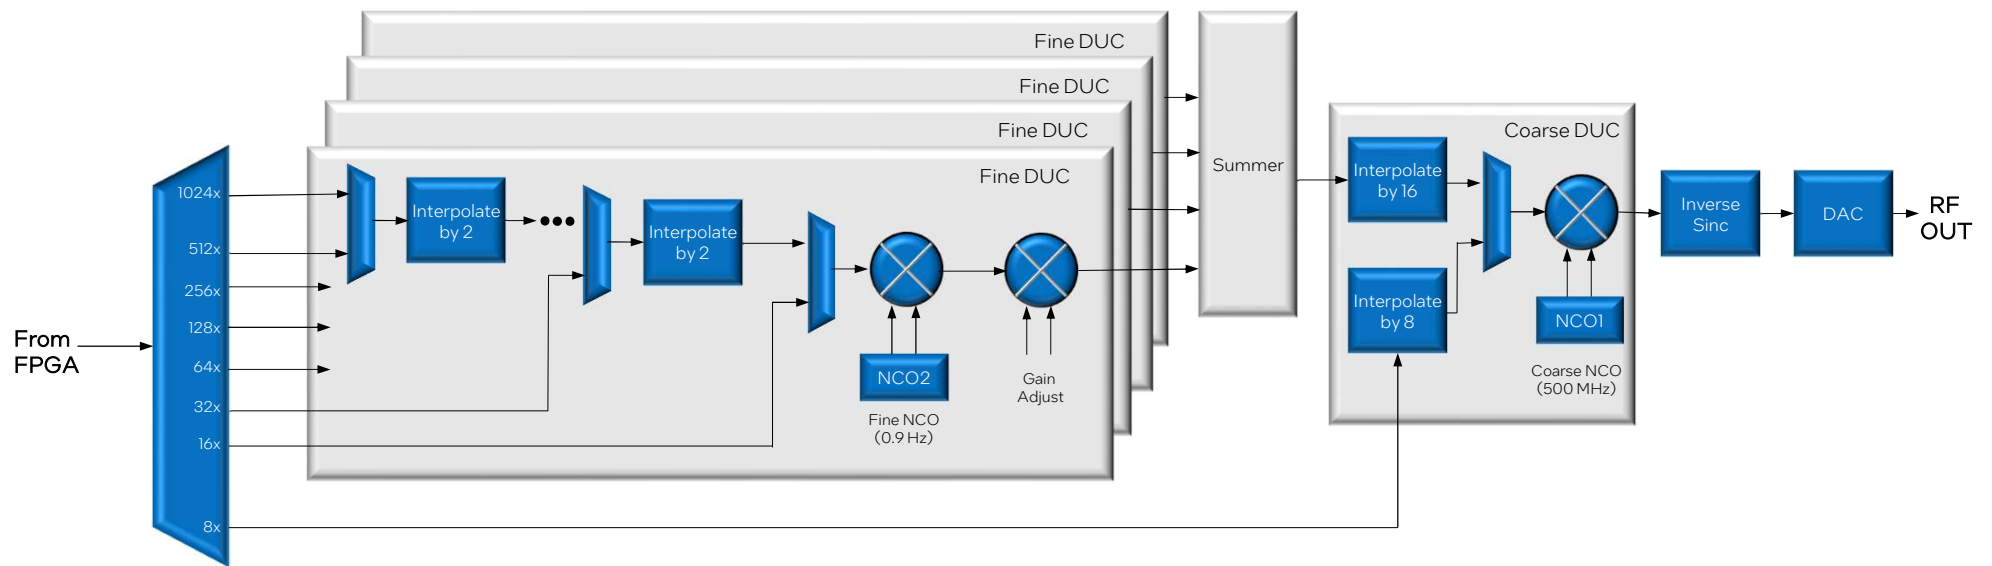 Fine DUC
Fine DUC
Fine DUC
Fine DUC
1024x
512x
256x
128x
64x
32x
16x
8x
From
FPGA
Interpolate
by 2
Interpolate
by 2
NCO2
Fine NCO
(0.9 Hz)
Gain
Adjust
Summer
Coarse DUC
Interpolate
by 16
Interpolate
by 8
NCO1
Coarse NCO
(500 MHz)
Inverse
Sinc
DAC
RF
OUT